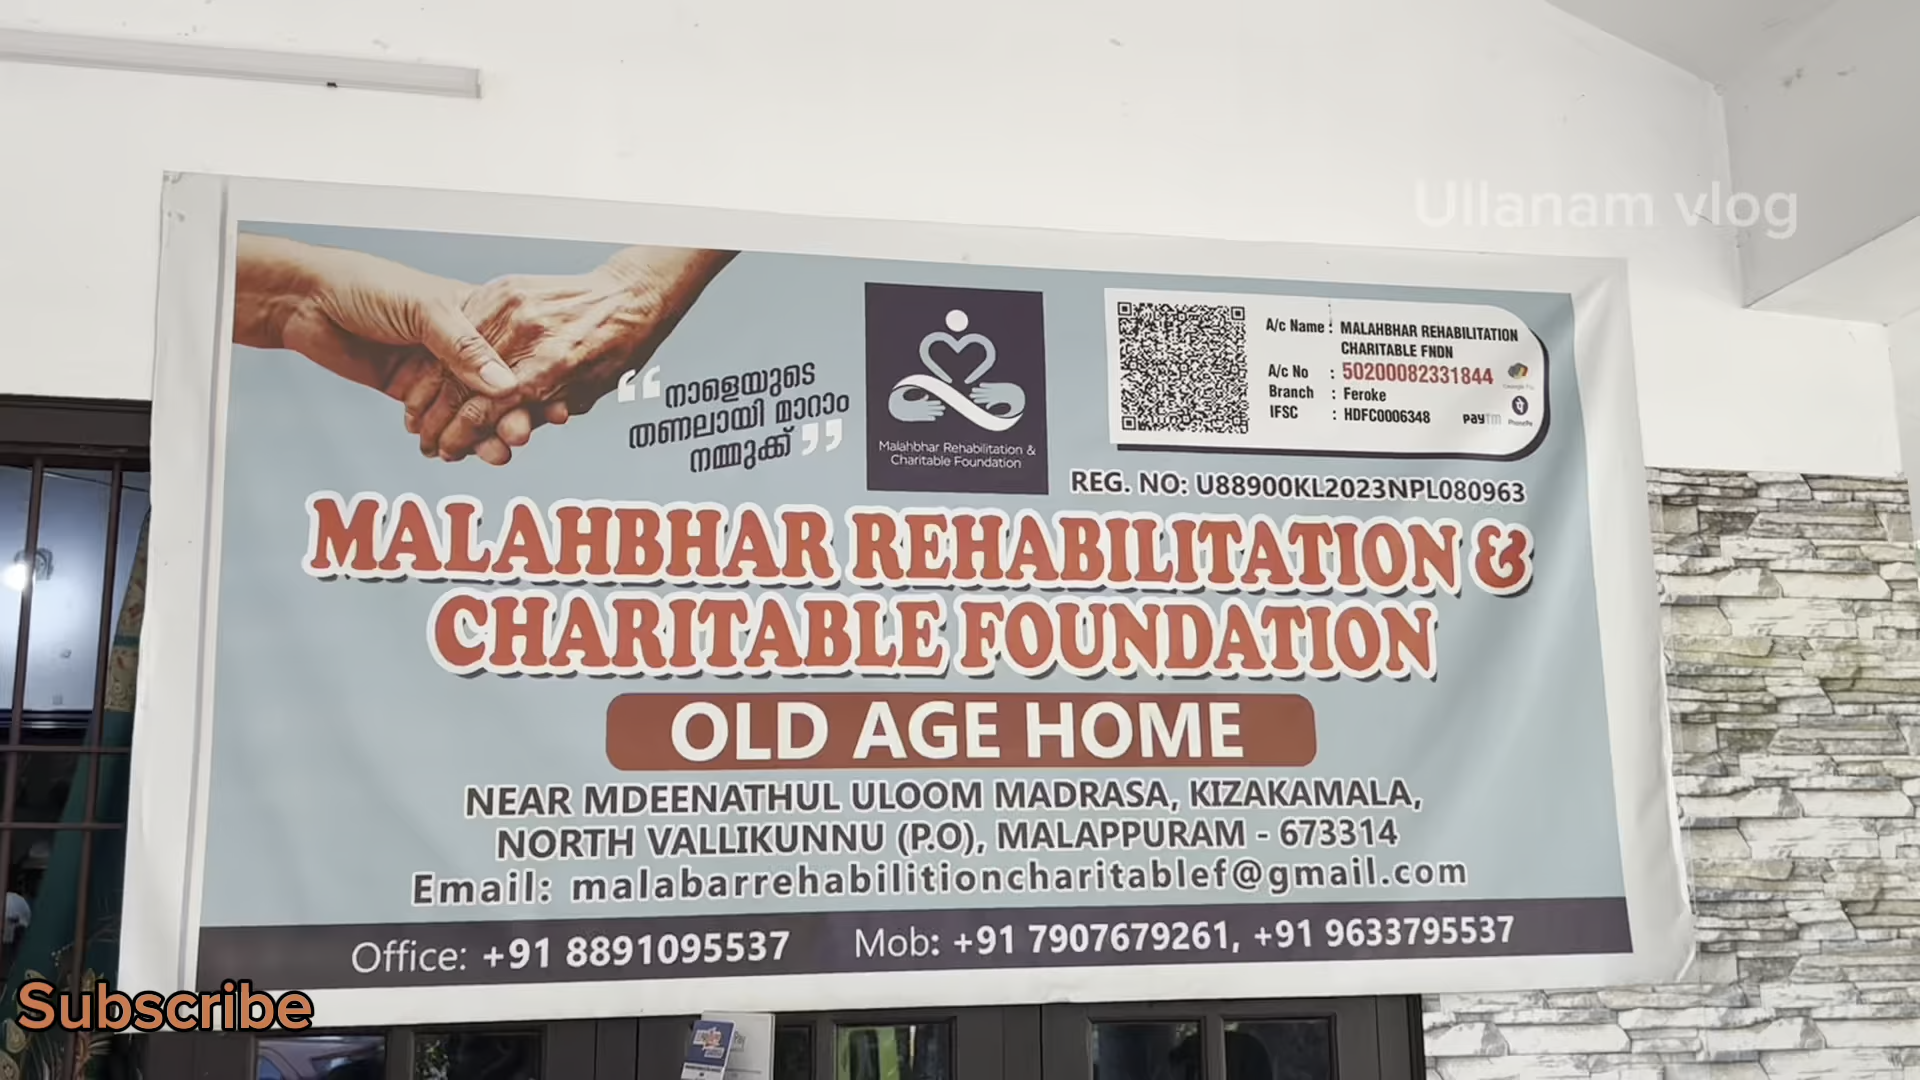 Ullanam vlog
“ നാളെയുടെ
തണലായി മാറാം
നമ്മുക്ക് ”
Malahbhar Rehabilitation &
Charitable Foundation
A/c Name : MALAHBHAR REHABILITATION
CHARITABLE FNDN
A/c No : 50200082331844
Branch : Feroke
IFSC : HDFC0006348
paytm
PhonePe
REG. NO: U88900KL2023NPL080963
MALAHBHAR REHABILITATION &
CHARITABLE FOUNDATION
OLD AGE HOME
NEAR MDEENATHUL ULOOM MADRASA, KIZAKAMALA,
NORTH VALLIKUNNU (P.O), MALAPPURAM - 673314
Email: malabarrehabilitioncharitablef@gmail.com
Office: +91 8891095537 Mob: +91 7907679261, +91 9633795537
Subscribe